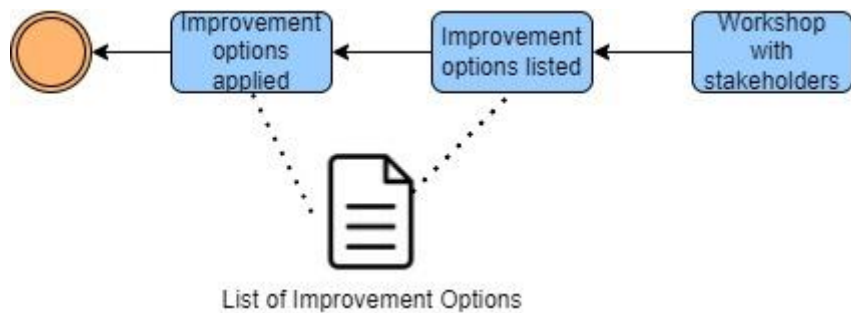 Improvement
options
applied
Improvement
options listed
Workshop
with
stakeholders
List of Improvement Options